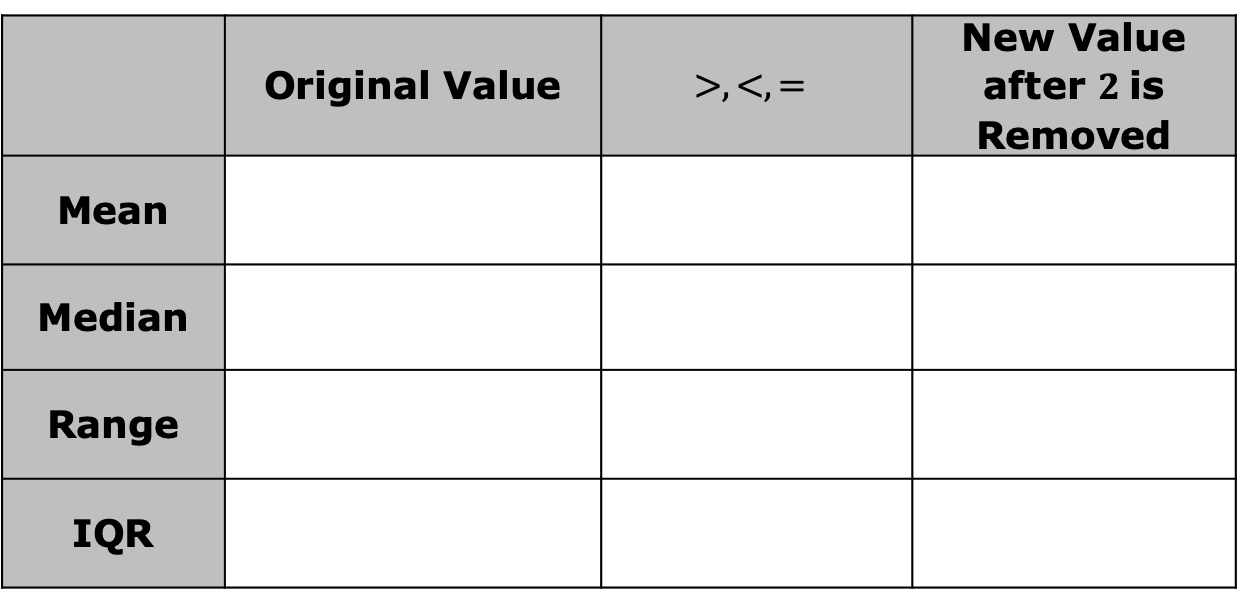 Original Value
>,<,=
New Value
after 2 is
Removed
Mean
Median
Range
IQR